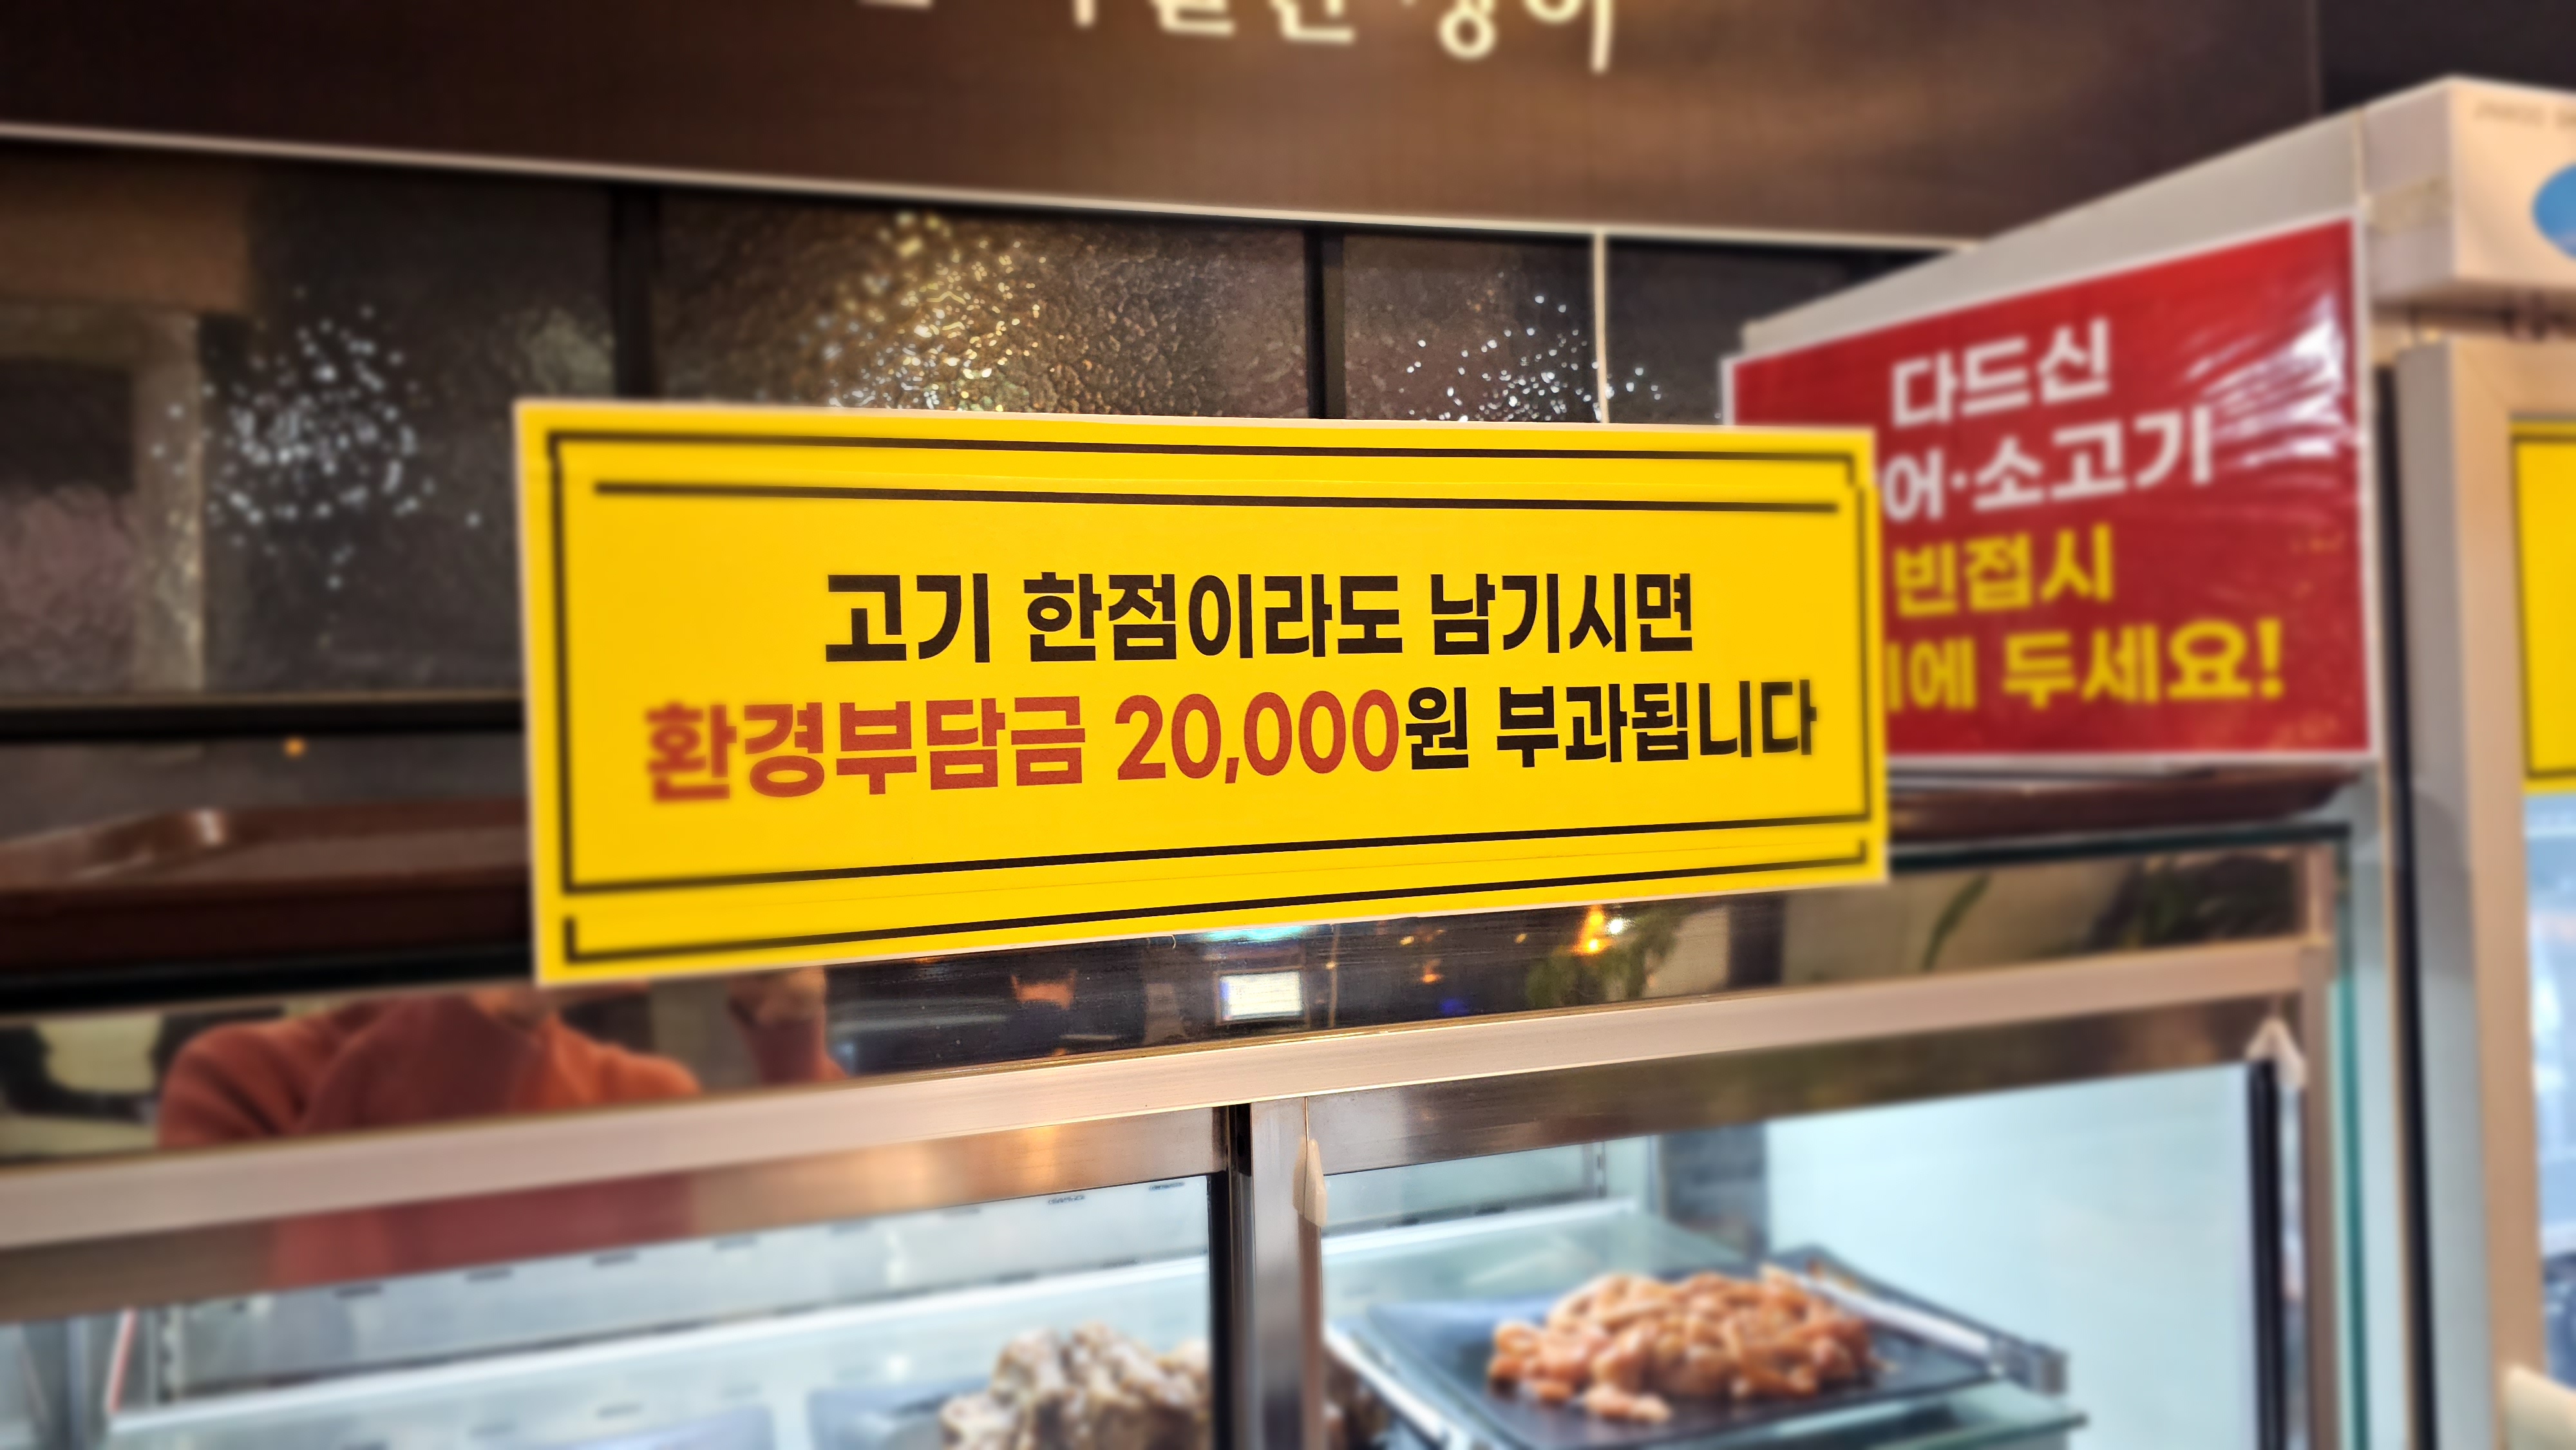 고기 한점이라도 남기시면
환경부담금 20,000원 부과됩니다
다드신
어·소고기
빈접시
에 두세요!